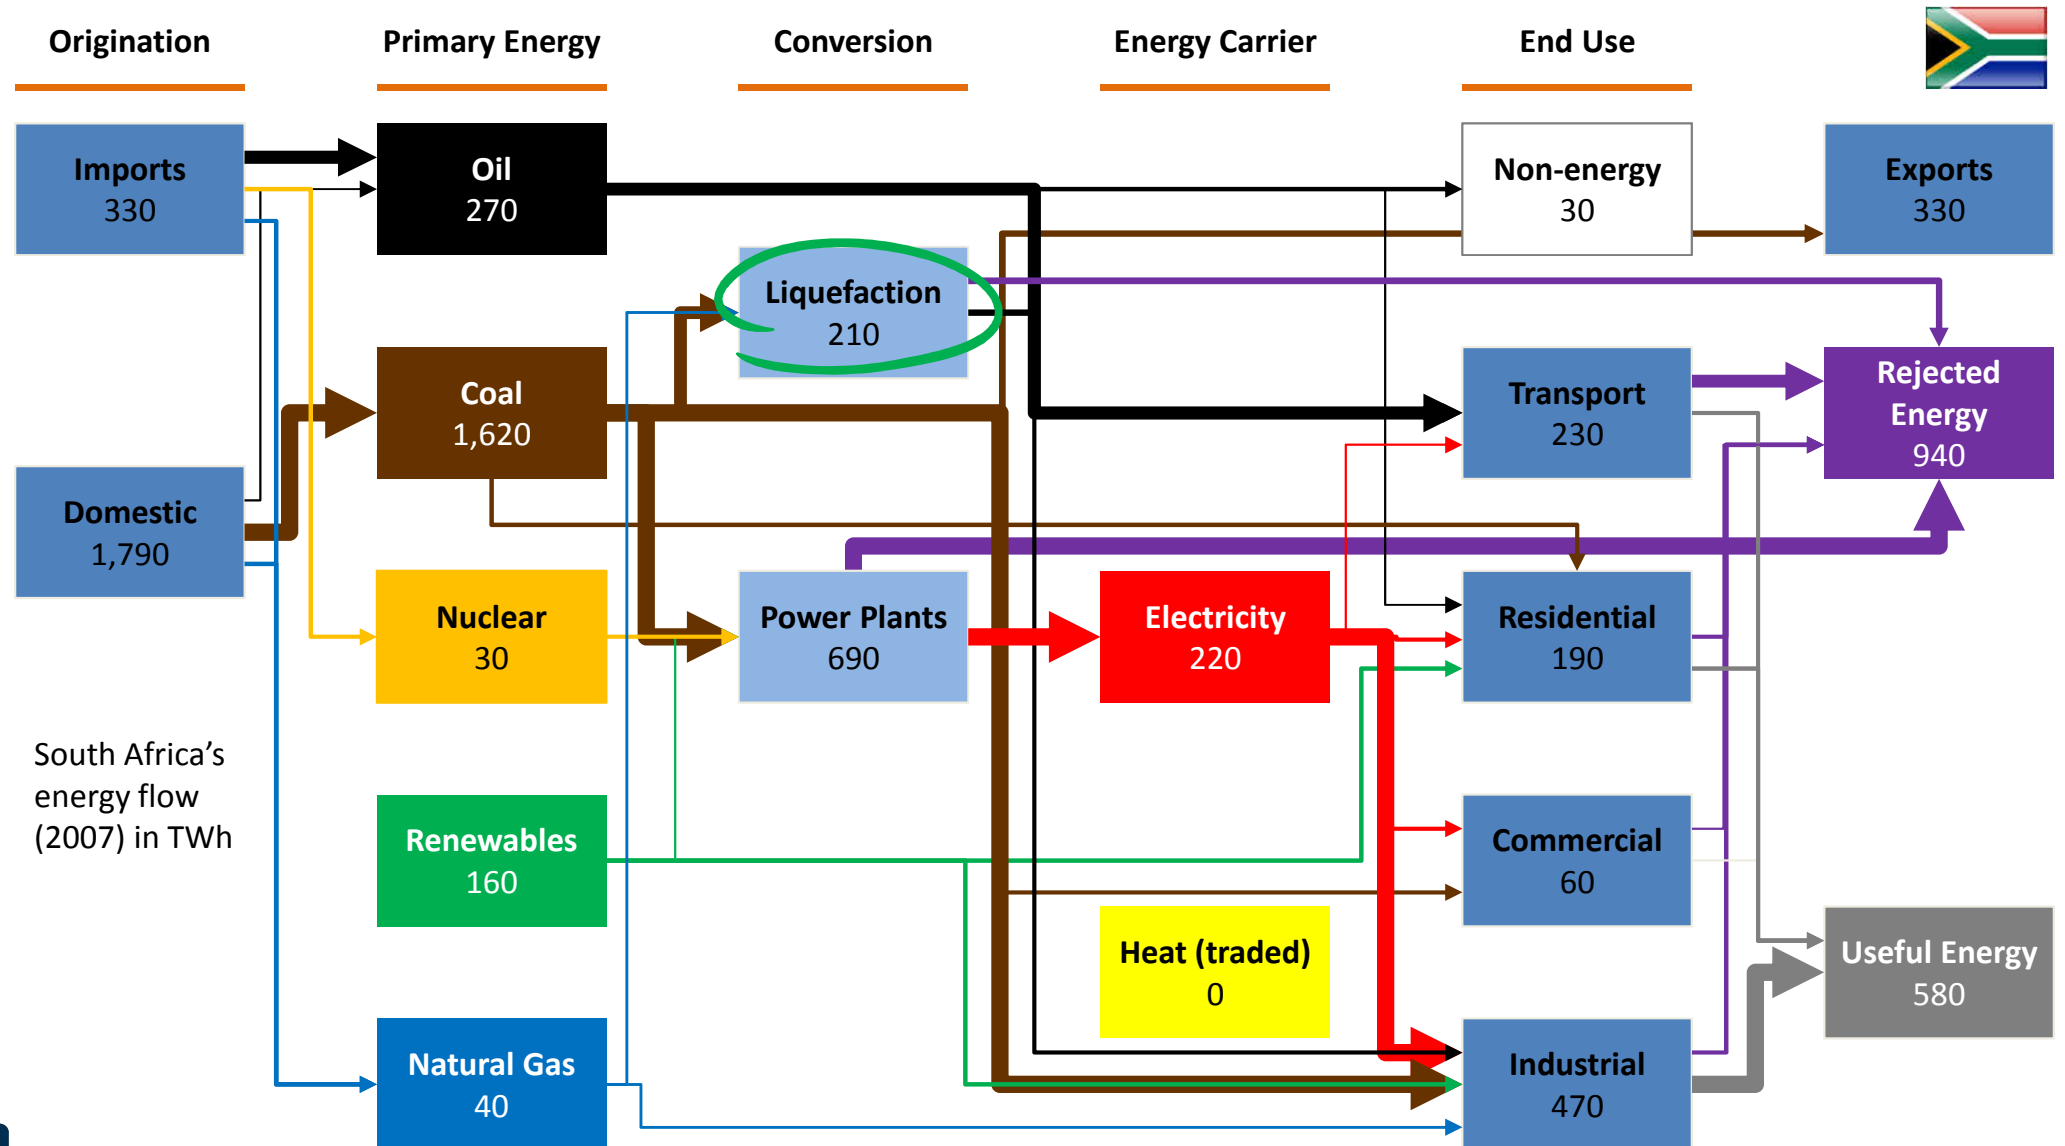 Origination
Primary Energy
Conversion
Energy Carrier
End Use
Imports
330
Oil
270
Non-energy
30
Exports
330
Liquefaction
210
Coal
1,620
Transport
230
Rejected
Energy
940
Domestic
1,790
Nuclear
30
Power Plants
690
Electricity
220
Residential
190
South Africa’s
energy flow
(2007) in TWh
Renewables
160
Commercial
60
Heat (traded)
0
Useful Energy
580
Natural Gas
40
Industrial
470